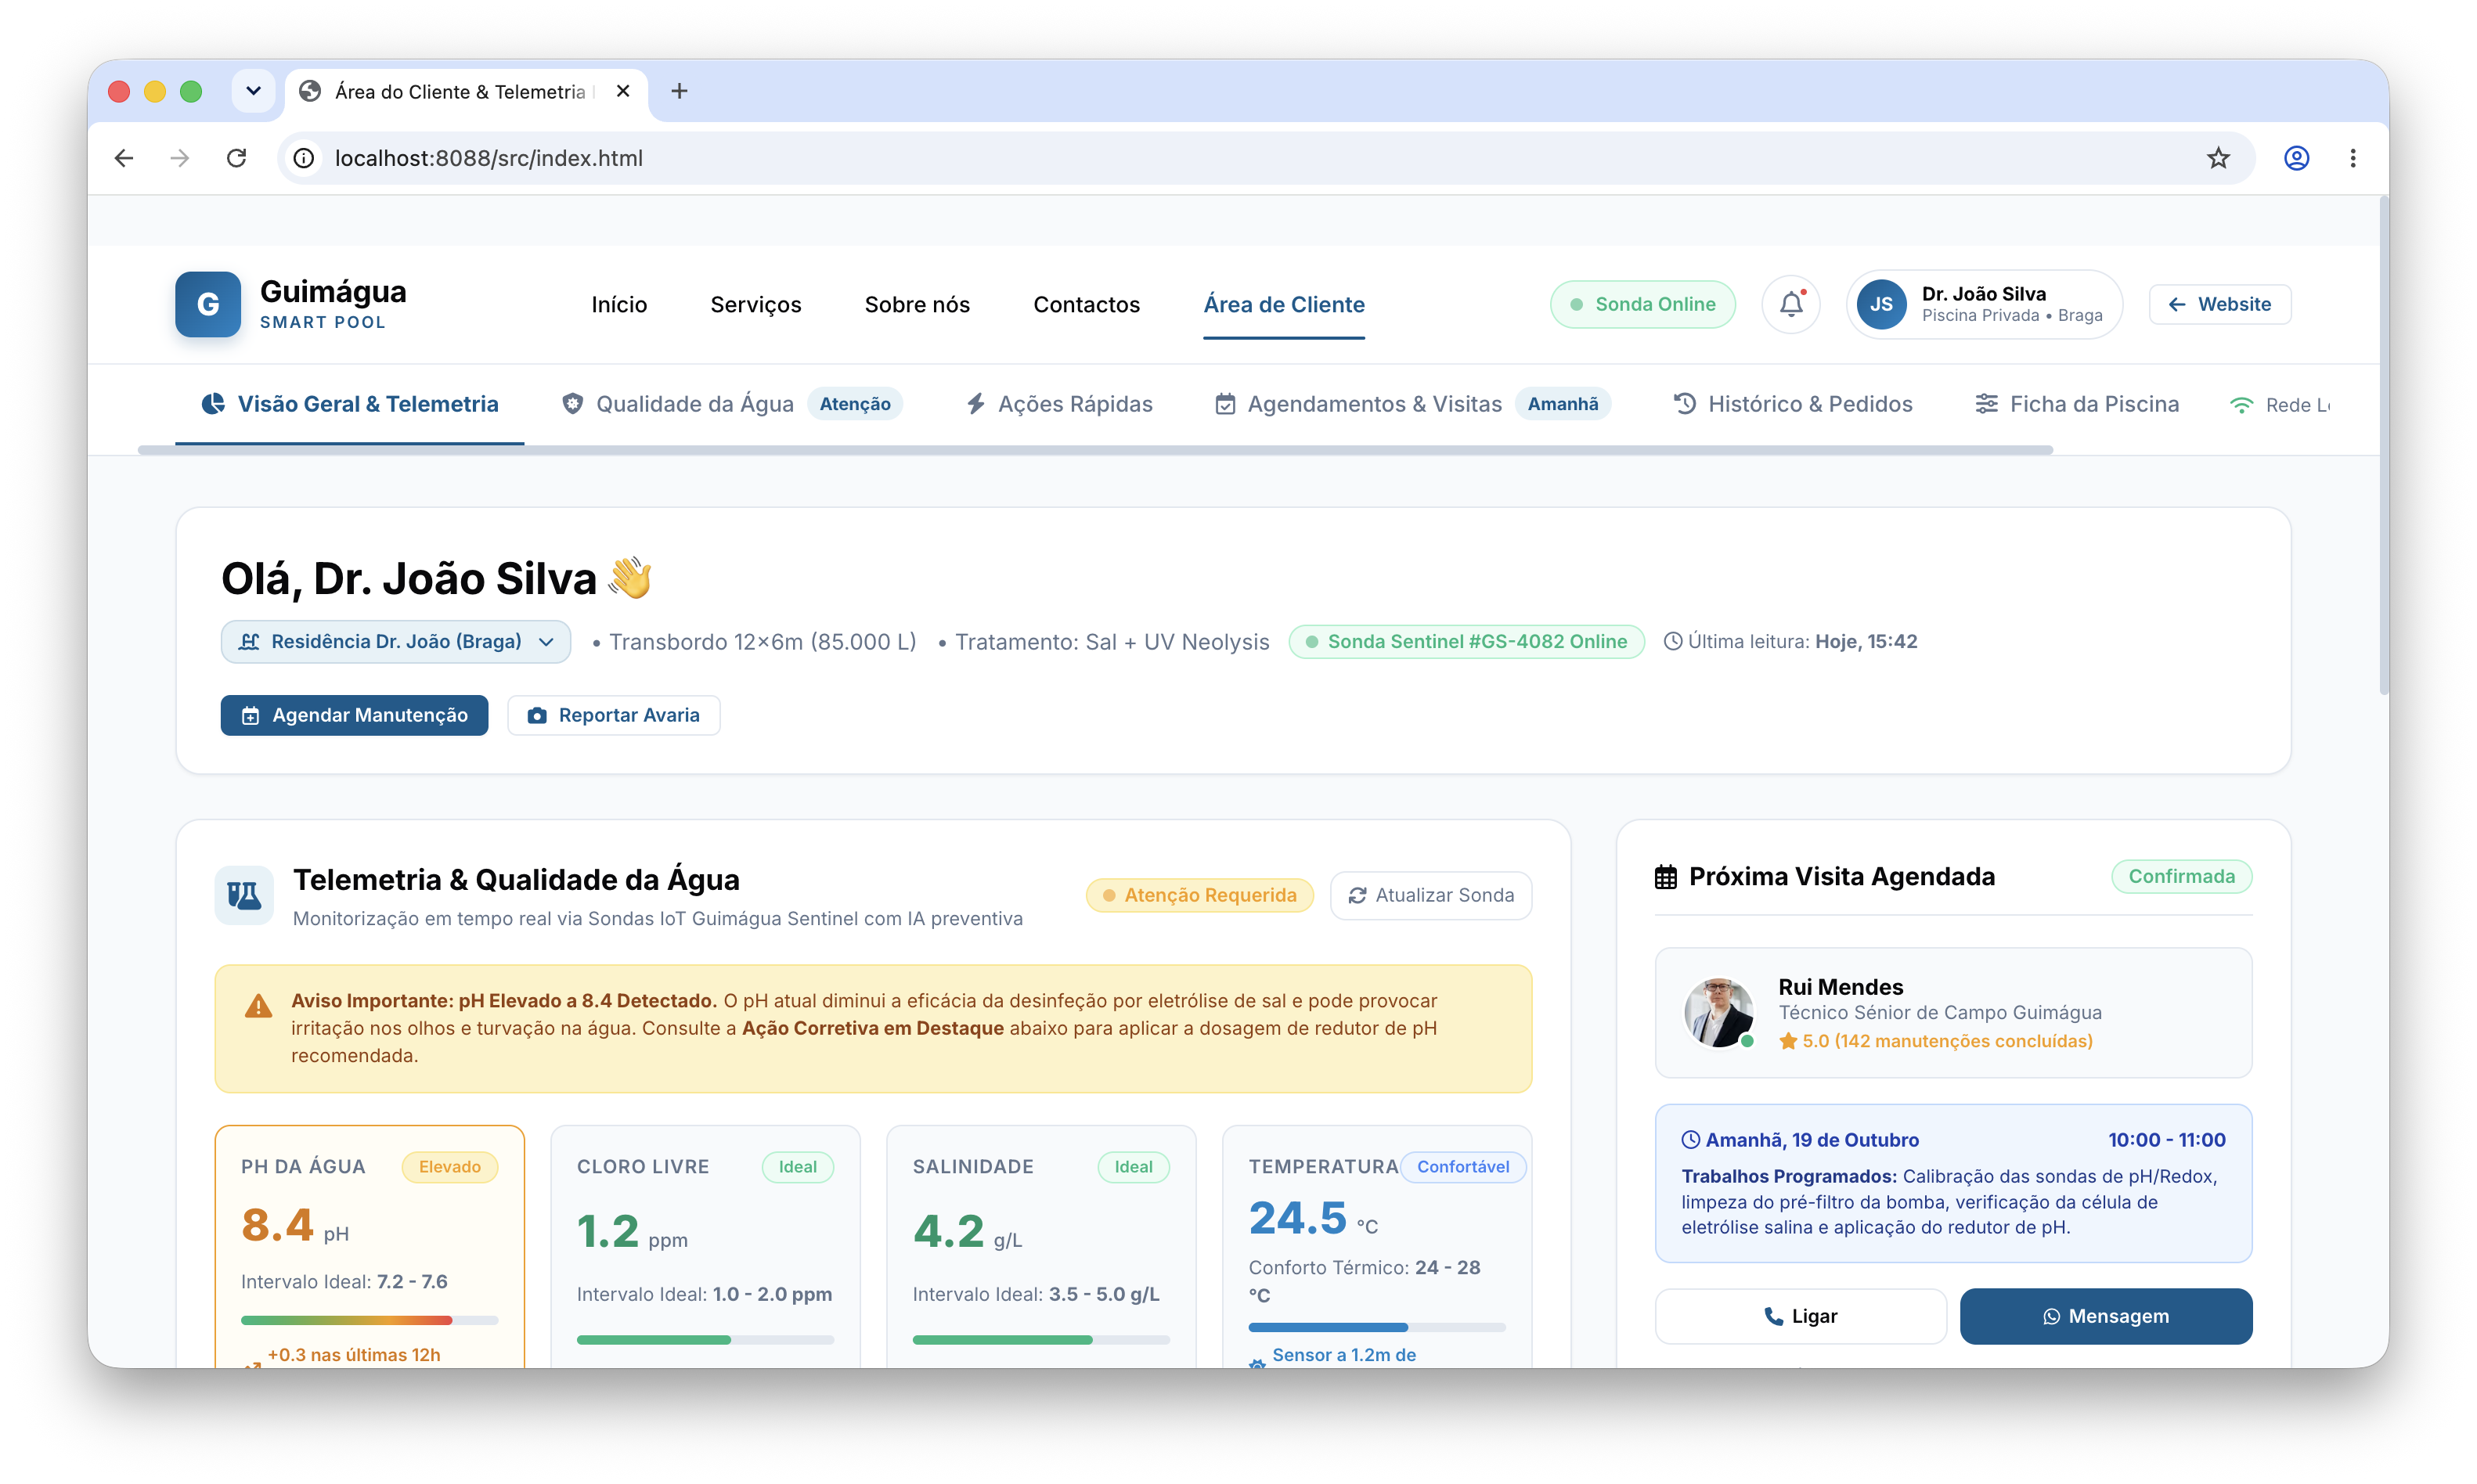 Área do Cliente & Telemetria
localhost:8088/src/index.html
G
Guimágua
SMART POOL
Início
Serviços
Sobre nós
Contactos
Área de Cliente
Sonda Online
JS
Dr. João Silva
Piscina Privada • Braga
Website
Visão Geral & Telemetria
Qualidade da Água
Atenção
Ações Rápidas
Agendamentos & Visitas
Amanhã
Histórico & Pedidos
Ficha da Piscina
Rede
Olá, Dr. João Silva 👋
Residência Dr. João (Braga)
• Transbordo 12×6m (85.000 L)
• Tratamento: Sal + UV Neolysis
Sonda Sentinel #GS-4082 Online
Última leitura: Hoje, 15:42
Agendar Manutenção
Reportar Avaria
Telemetria & Qualidade da Água
Monitorização em tempo real via Sondas IoT Guimágua Sentinel com IA preventiva
Atenção Requerida
Atualizar Sonda
Aviso Importante: pH Elevado a 8.4 Detectado. O pH atual diminui a eficácia da desinfeção por eletrólise de sal e pode provocar
irritação nos olhos e turvação na água. Consulte a Ação Corretiva em Destaque abaixo para aplicar a dosagem de redutor de pH
recomendada.
PH DA ÁGUA
Elevado
8.4 pH
Intervalo Ideal: 7.2 - 7.6
+0.3 nas últimas 12h
CLORO LIVRE
Ideal
1.2 ppm
Intervalo Ideal: 1.0 - 2.0 ppm
SALINIDADE
Ideal
4.2 g/L
Intervalo Ideal: 3.5 - 5.0 g/L
TEMPERATURA
Confortável
24.5 °C
Conforto Térmico: 24 - 28
°C
Sensor a 1.2m de
Próxima Visita Agendada
Confirmada
Rui Mendes
Técnico Sénior de Campo Guimágua
5.0 (142 manutenções concluídas)
Amanhã, 19 de Outubro
10:00 - 11:00
Trabalhos Programados: Calibração das sondas de pH/Redox,
limpeza do pré-filtro da bomba, verificação da célula de
eletrólise salina e aplicação do redutor de pH.
Ligar
Mensagem